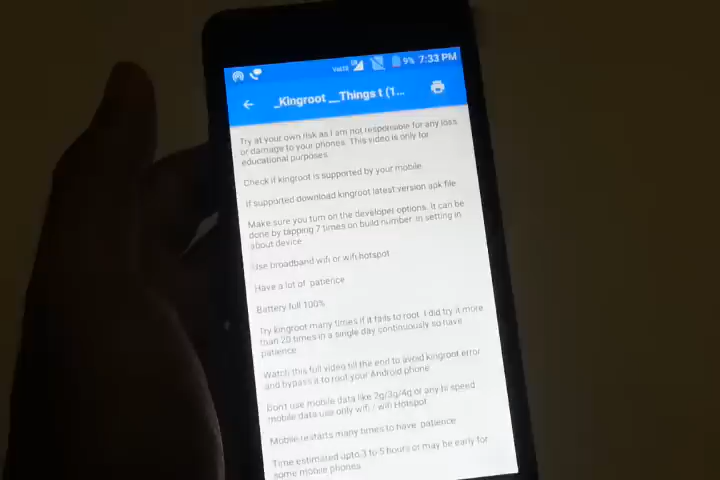 VoLTE 9% 7:33 PM
_Kingroot __Things t (1...
Try at your own risk as I am not responsible for any loss
or damage to your phones. This video is only for
educational purposes.
Check if kingroot is supported by your mobile
If supported download kingroot latest version apk file
Make sure you turn on the developer options. It can be
done by tapping 7 times on build number in setting in
about device
Use broadband wifi or wifi hotspot
Have a lot of patience
Battery full 100%
Try kingroot many times if it fails to root. I did try it more
than 20 times in a single day continuously so have
patience
Watch this full video till the end to avoid kingroot error
and bypass it to root your Android phone
Don't use mobile data like 2g/3g/4g or any hi speed
mobile data use only wifi / wifi Hotspot
Mobile restarts many times to have patience
Time estimated upto 3 to 5 hours or may be early for
some mobile phones